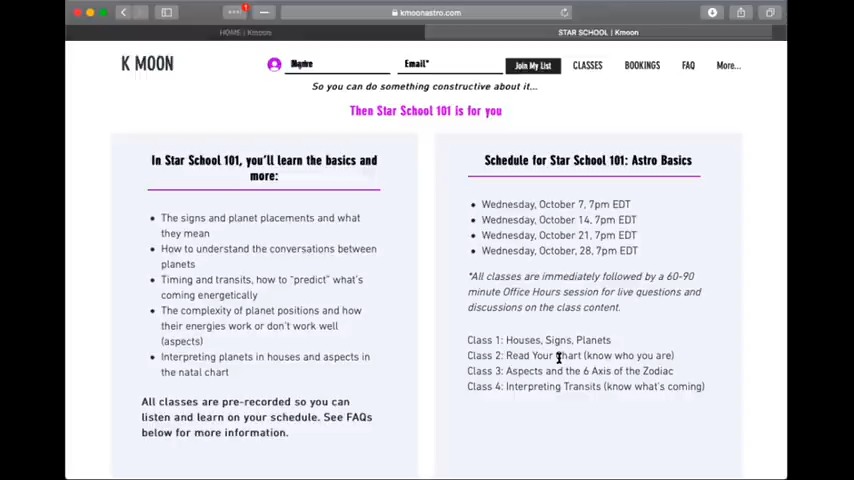 kmoonastro.com
HOME | Kmoon
STAR SCHOOL | Kmoon
K MOON
Email*
Join My List
CLASSES
BOOKINGS
FAQ
More...
So you can do something constructive about it...
Then Star School 101 is for you
In Star School 101, you'll learn the basics and
more:
• The signs and planet placements and what
they mean
• How to understand the conversations between
planets
• Timing and transits, how to "predict" what's
coming energetically
• The complexity of planet positions and how
their energies work or don't work well
(aspects)
• Interpreting planets in houses and aspects in
the natal chart
All classes are pre-recorded so you can
listen and learn on your schedule. See FAQs
below for more information.
Schedule for Star School 101: Astro Basics
• Wednesday, October 7, 7pm EDT
• Wednesday, October 14, 7pm EDT
• Wednesday, October 21, 7pm EDT
• Wednesday, October, 28, 7pm EDT
*All classes are immediately followed by a 60-90
minute Office Hours session for live questions and
discussions on the class content.
Class 1: Houses, Signs, Planets
Class 2: Read Your Chart (know who you are)
Class 3: Aspects and the 6 Axis of the Zodiac
Class 4: Interpreting Transits (know what's coming)